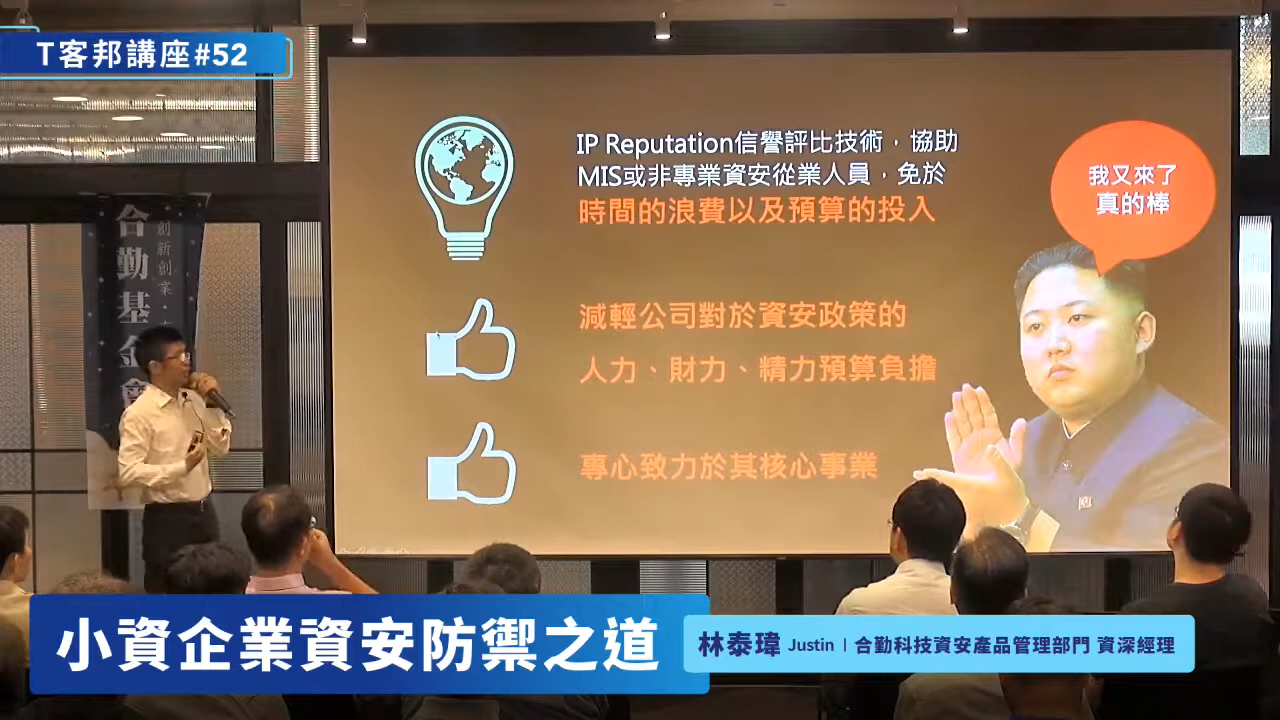 T客邦講座#52
IP Reputation信譽評比技術，協助
MIS或非專業資安從業人員，免於
時間的浪費以及預算的投入
我又來了
真的棒
減輕公司對於資安政策的
人力、財力、精力預算負擔
專心致力於其核心事業
合勤基金會
創新創業・
小資企業資安防禦之道
林泰瑋 Justin｜合勤科技資安產品管理部門 資深經理